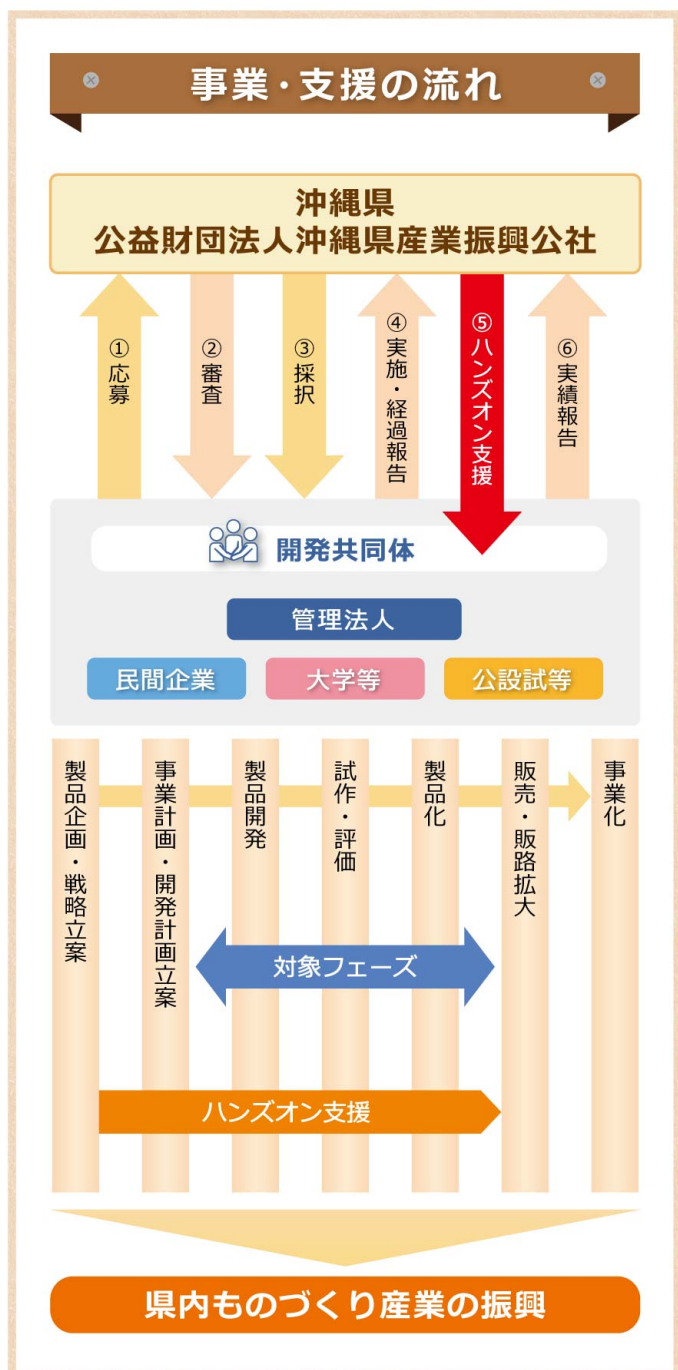 事業・支援の流れ
沖縄県
公益財団法人沖縄県産業振興公社
①応募
②審査
③採択
④実施・経過報告
⑤ハンズオン支援
⑥実績報告
開発共同体
管理法人
民間企業
大学等
公設試等
製品企画・戦略立案
事業計画・開発計画立案
製品開発
試作・評価
製品化
販売・販路拡大
事業化
対象フェーズ
ハンズオン支援
県内ものづくり産業の振興